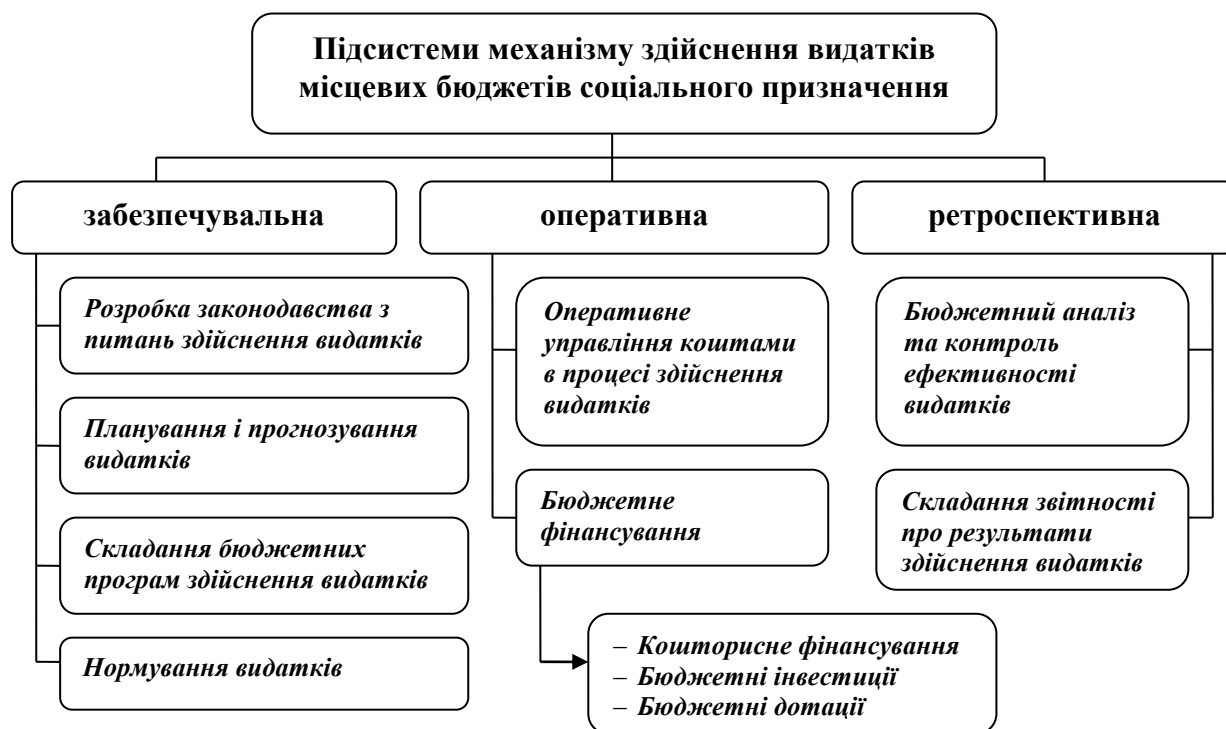 Підсистеми механізму здійснення видатків
місцевих бюджетів соціального призначення
забезпечувальна
Розробка законодавства з
питань здійснення видатків
Планування і прогнозування
видатків
Складання бюджетних
програм здійснення видатків
Нормування видатків
оперативна
Оперативне
управління коштами
в процесі здійснення
видатків
Бюджетне
фінансування
– Кошторисне фінансування
– Бюджетні інвестиції
– Бюджетні дотації
ретроспективна
Бюджетний аналіз
та контроль
ефективності
видатків
Складання звітності
про результати
здійснення видатків